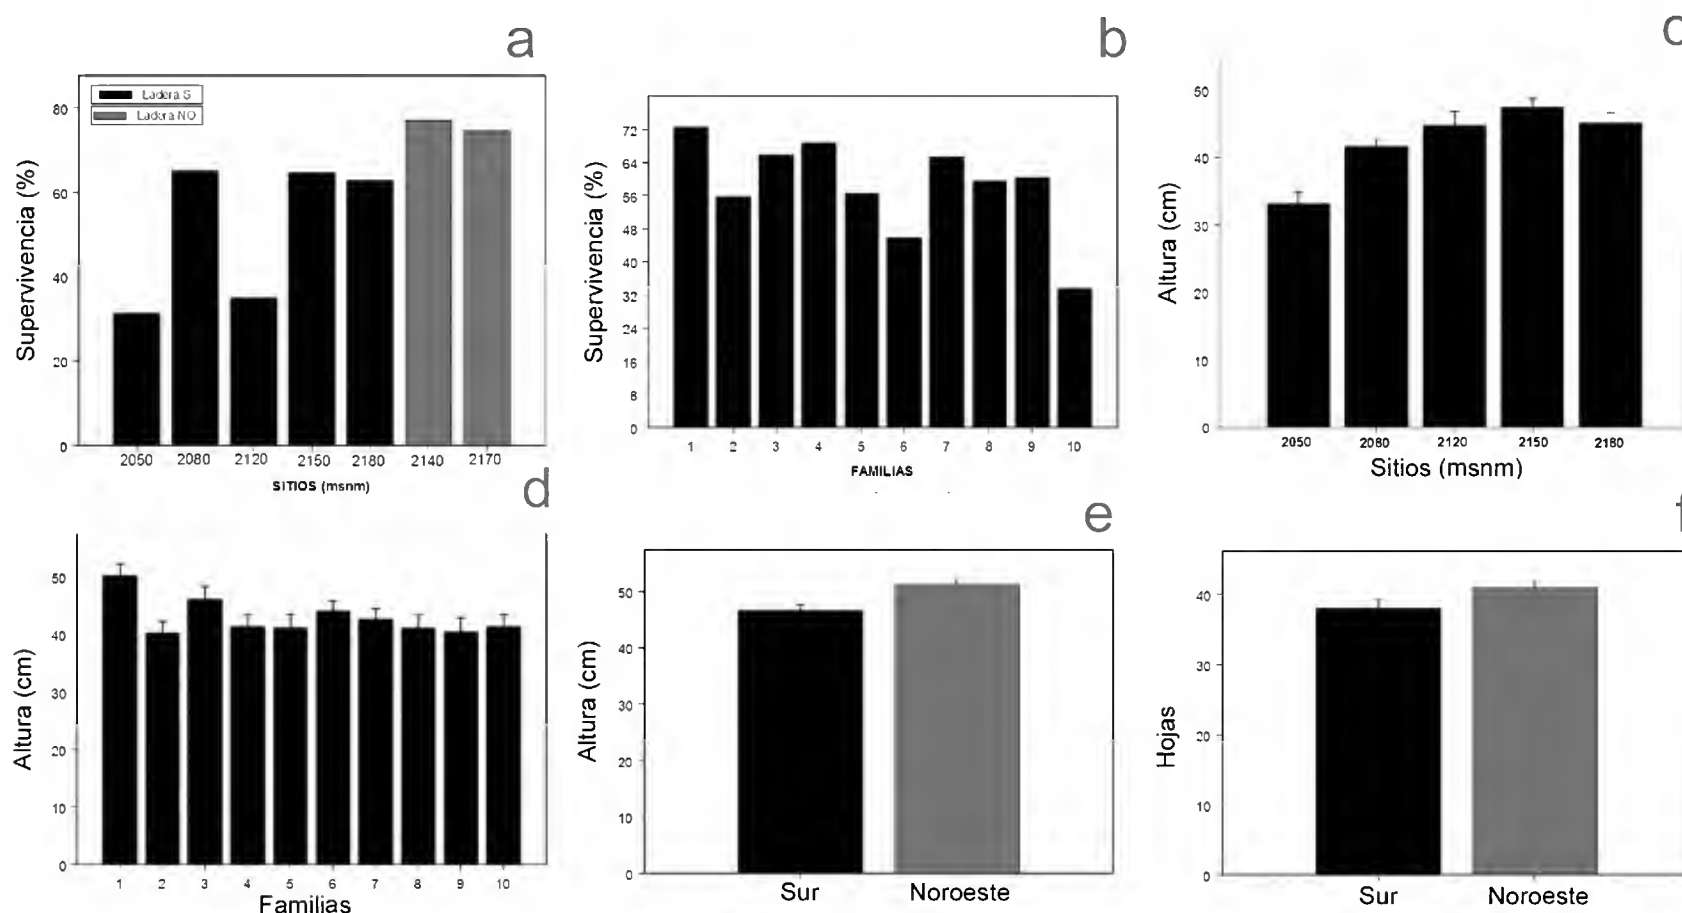 a
Ladera S
Ladera NO
Supervivencia (%)
80
60
40
20
0
2050 2080 2120 2150 2180 2140 2170
SITIOS (msnm)
b
Supervivencia (%)
72
64
56
48
40
32
24
16
8
0
1 2 3 4 5 6 7 8 9 10
FAMILIAS
Altura (cm)
50
40
30
20
10
0
2050 2080 2120 2150 2180
Sitios (msnm)
d
Altura (cm)
50
40
30
20
10
0
1 2 3 4 5 6 7 8 9 10
Familias
e
Altura (cm)
50
40
30
20
10
0
Sur Noroeste
Hojas
40
30
20
10
0
Sur Noroeste